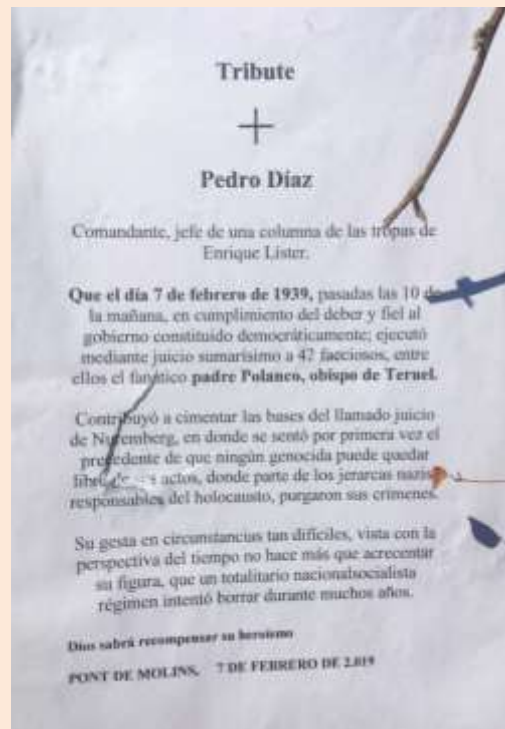 Tribute
Pedro Díaz
Comandante, jefe de una columna de las tropas de
Enrique Líster.
Que el día 7 de febrero de 1939, pasadas las 10 de
la mañana, en cumplimiento del deber y fiel al
gobierno constituido democráticamente; ejecutó
mediante juicio sumarísimo a 42 facciosos, entre
ellos el fanático padre Polanco, obispo de Teruel.
Contribuyó a cimentar las bases del llamado juicio
de Nuremberg, en donde se sentó por primera vez el
precedente de que ningún genocida puede quedar
libre de sus actos, donde parte de los jerarcas nazis
responsables del holocausto, purgaron sus crímenes.
Su gesta en circunstancias tan difíciles, vista con la
perspectiva del tiempo no hace más que acrecentar
su figura, que un totalitario nacionalsocialista
régimen intentó borrar durante muchos años.
Dios sabrá recompensar su heroísmo
PONT DE MOLINS, 7 DE FEBRERO DE 2.019